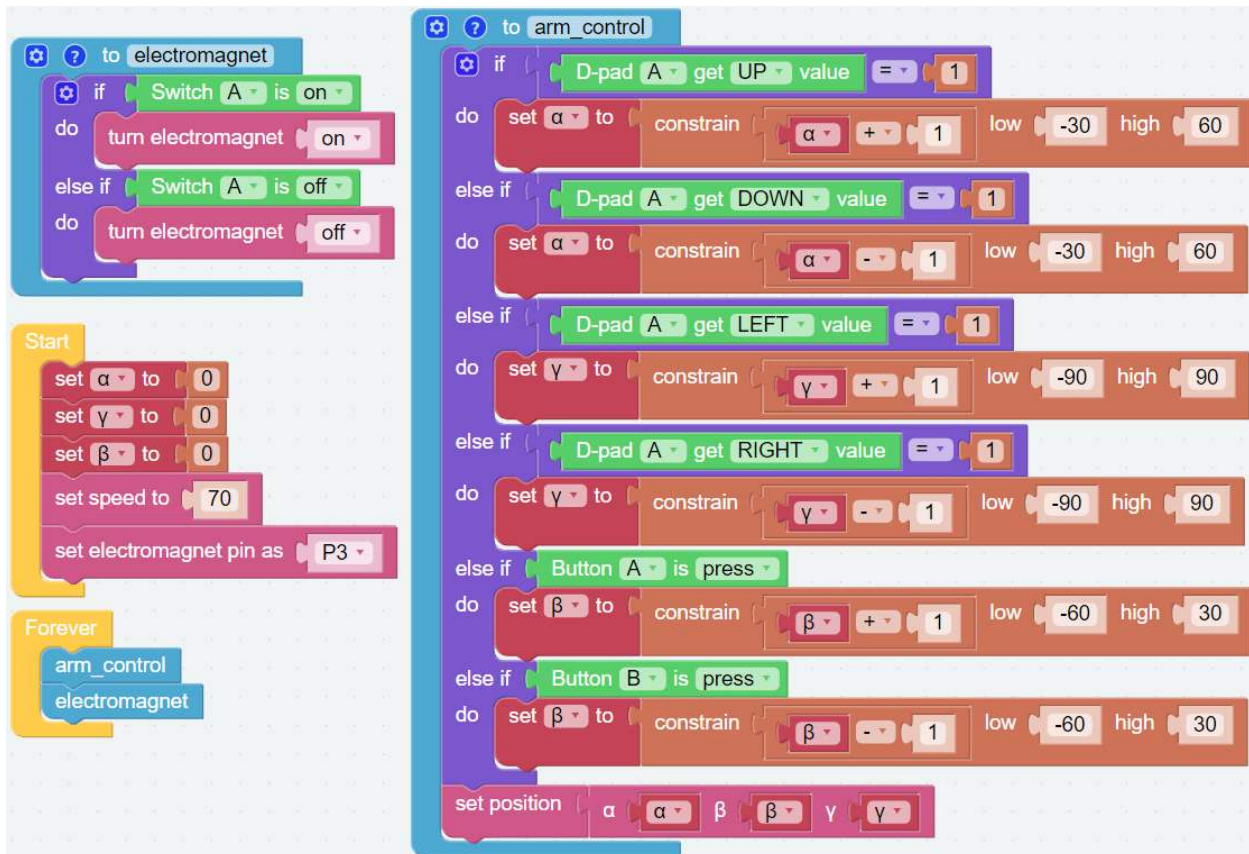 ? to electromagnet
if Switch A is on
do turn electromagnet on
else if Switch A is off
do turn electromagnet off
Start
set α to 0
set γ to 0
set β to 0
set speed to 70
set electromagnet pin as P3
Forever
arm_control
electromagnet
? to arm_control
if D-pad A get UP value = 1
do set α to constrain α + 1 low -30 high 60
else if D-pad A get DOWN value = 1
do set α to constrain α - 1 low -30 high 60
else if D-pad A get LEFT value = 1
do set γ to constrain γ + 1 low -90 high 90
else if D-pad A get RIGHT value = 1
do set γ to constrain γ - 1 low -90 high 90
else if Button A is press
do set β to constrain β + 1 low -60 high 30
else if Button B is press
do set β to constrain β - 1 low -60 high 30
set position α α β β γ γ